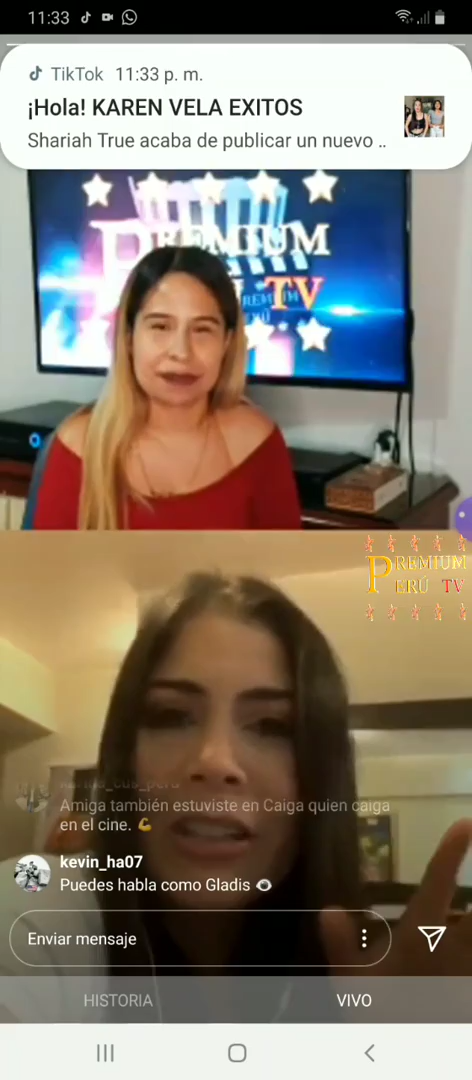 11:33
TikTok 11:33 p. m.
¡Hola! KAREN VELA EXITOS
Shariah True acaba de publicar un nuevo ..
PREMIUM
TV
PREMIUM
PERÚ TV
Amiga también estuviste en Caiga quien caiga
en el cine. 💪
kevin_ha07
Puedes habla como Gladis 👁
Enviar mensaje
HISTORIA
VIVO